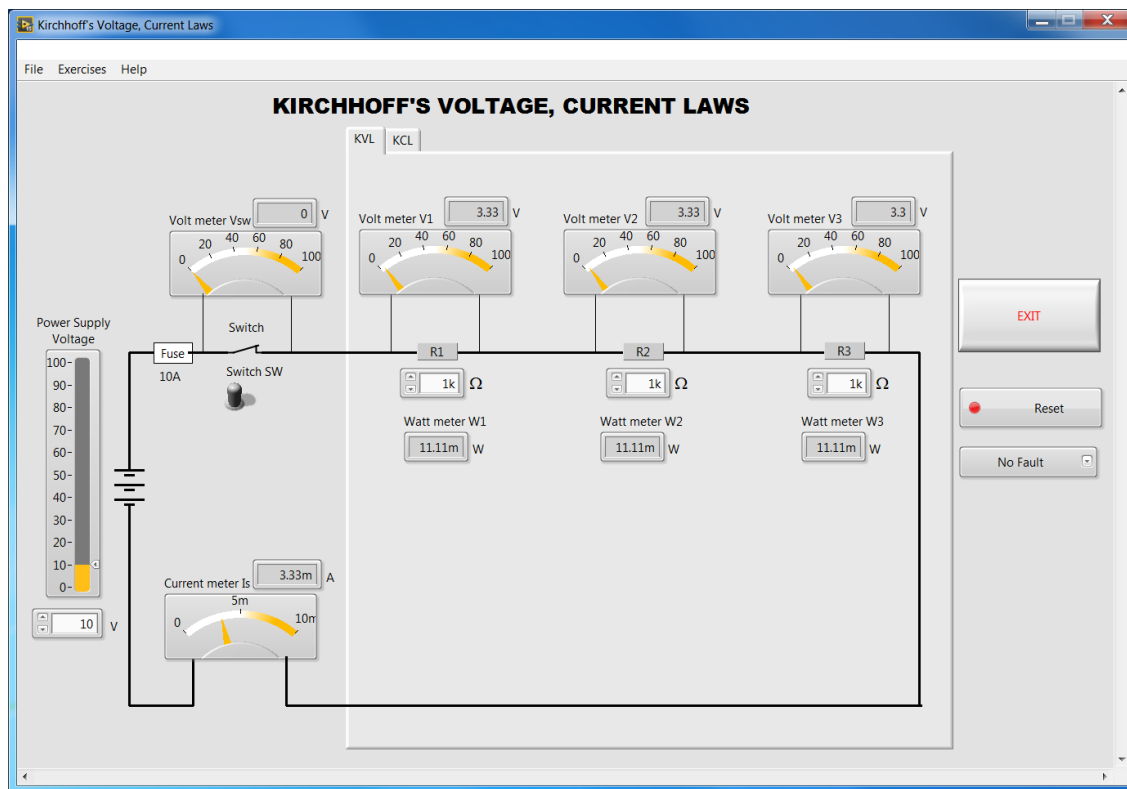 Kirchhoff's Voltage, Current Laws
File Exercises Help
KIRCHHOFF'S VOLTAGE, CURRENT LAWS
KVL KCL
Volt meter Vsw 0 V
0 20 40 60 80 100
Volt meter V1 3.33 V
0 20 40 60 80 100
Volt meter V2 3.33 V
0 20 40 60 80 100
Volt meter V3 3.3 V
0 20 40 60 80 100
EXIT
Power Supply
Voltage
100
90
80
70
60
50
40
30
20
10
0
10 V
Fuse
10A
Switch
Switch SW
R1
1k Ω
Watt meter W1
11.11m W
R2
1k Ω
Watt meter W2
11.11m W
R3
1k Ω
Watt meter W3
11.11m W
Reset
No Fault
Current meter Is 3.33m A
0 5m 10m